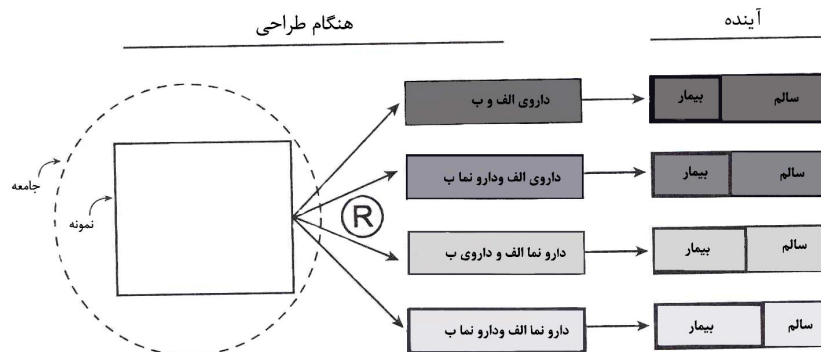 هنگام طراحی
آینده
جامعه
نمونه
R
داروی الف و ب
بیمار
سالم
داروی الف ودارو نما ب
بیمار
سالم
دارو نما الف و داروی ب
بیمار
سالم
دارو نما الف ودارو نما ب
بیمار
سالم